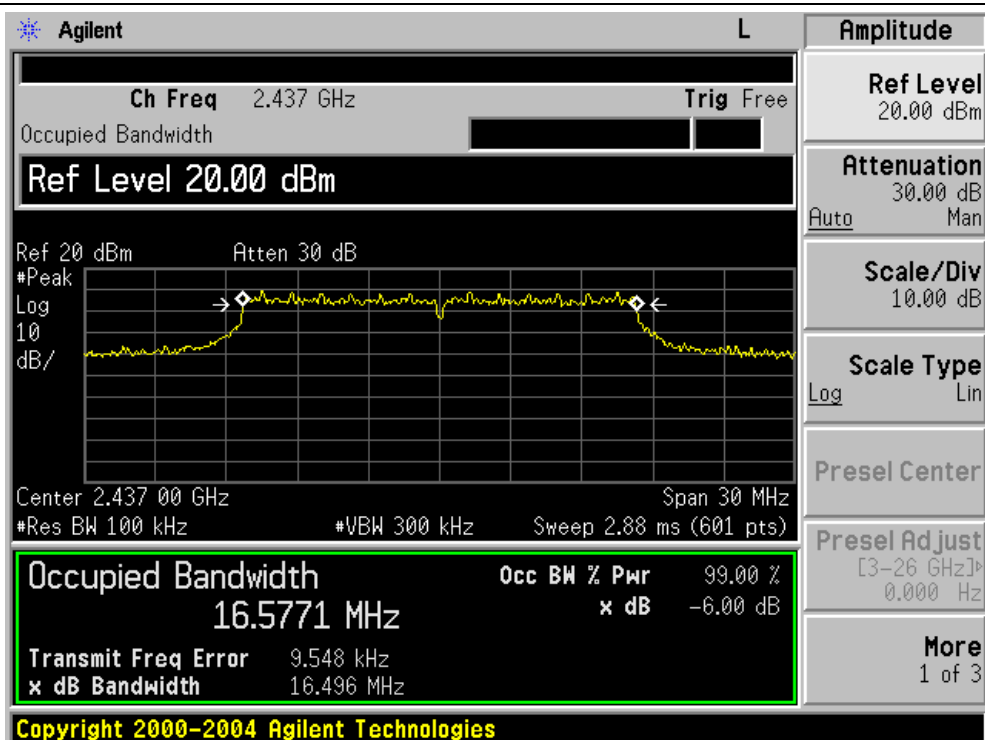 Agilent
L
Ch Freq 2.437 GHz Trig Free
Occupied Bandwidth
Ref Level 20.00 dBm
Ref 20 dBm Atten 30 dB
#Peak
Log
10
dB/
Center 2.437 00 GHz Span 30 MHz
#Res BW 100 kHz #VBW 300 kHz Sweep 2.88 ms (601 pts)
Occupied Bandwidth
16.5771 MHz
Occ BW % Pwr 99.00 %
x dB -6.00 dB
Transmit Freq Error 9.548 kHz
x dB Bandwidth 16.496 MHz
Copyright 2000-2004 Agilent Technologies
Amplitude
Ref Level
20.00 dBm
Attenuation
30.00 dB
Auto Man
Scale/Div
10.00 dB
Scale Type
Log Lin
Presel Center
Presel Adjust
[3-26 GHz]
0.000 Hz
More
1 of 3